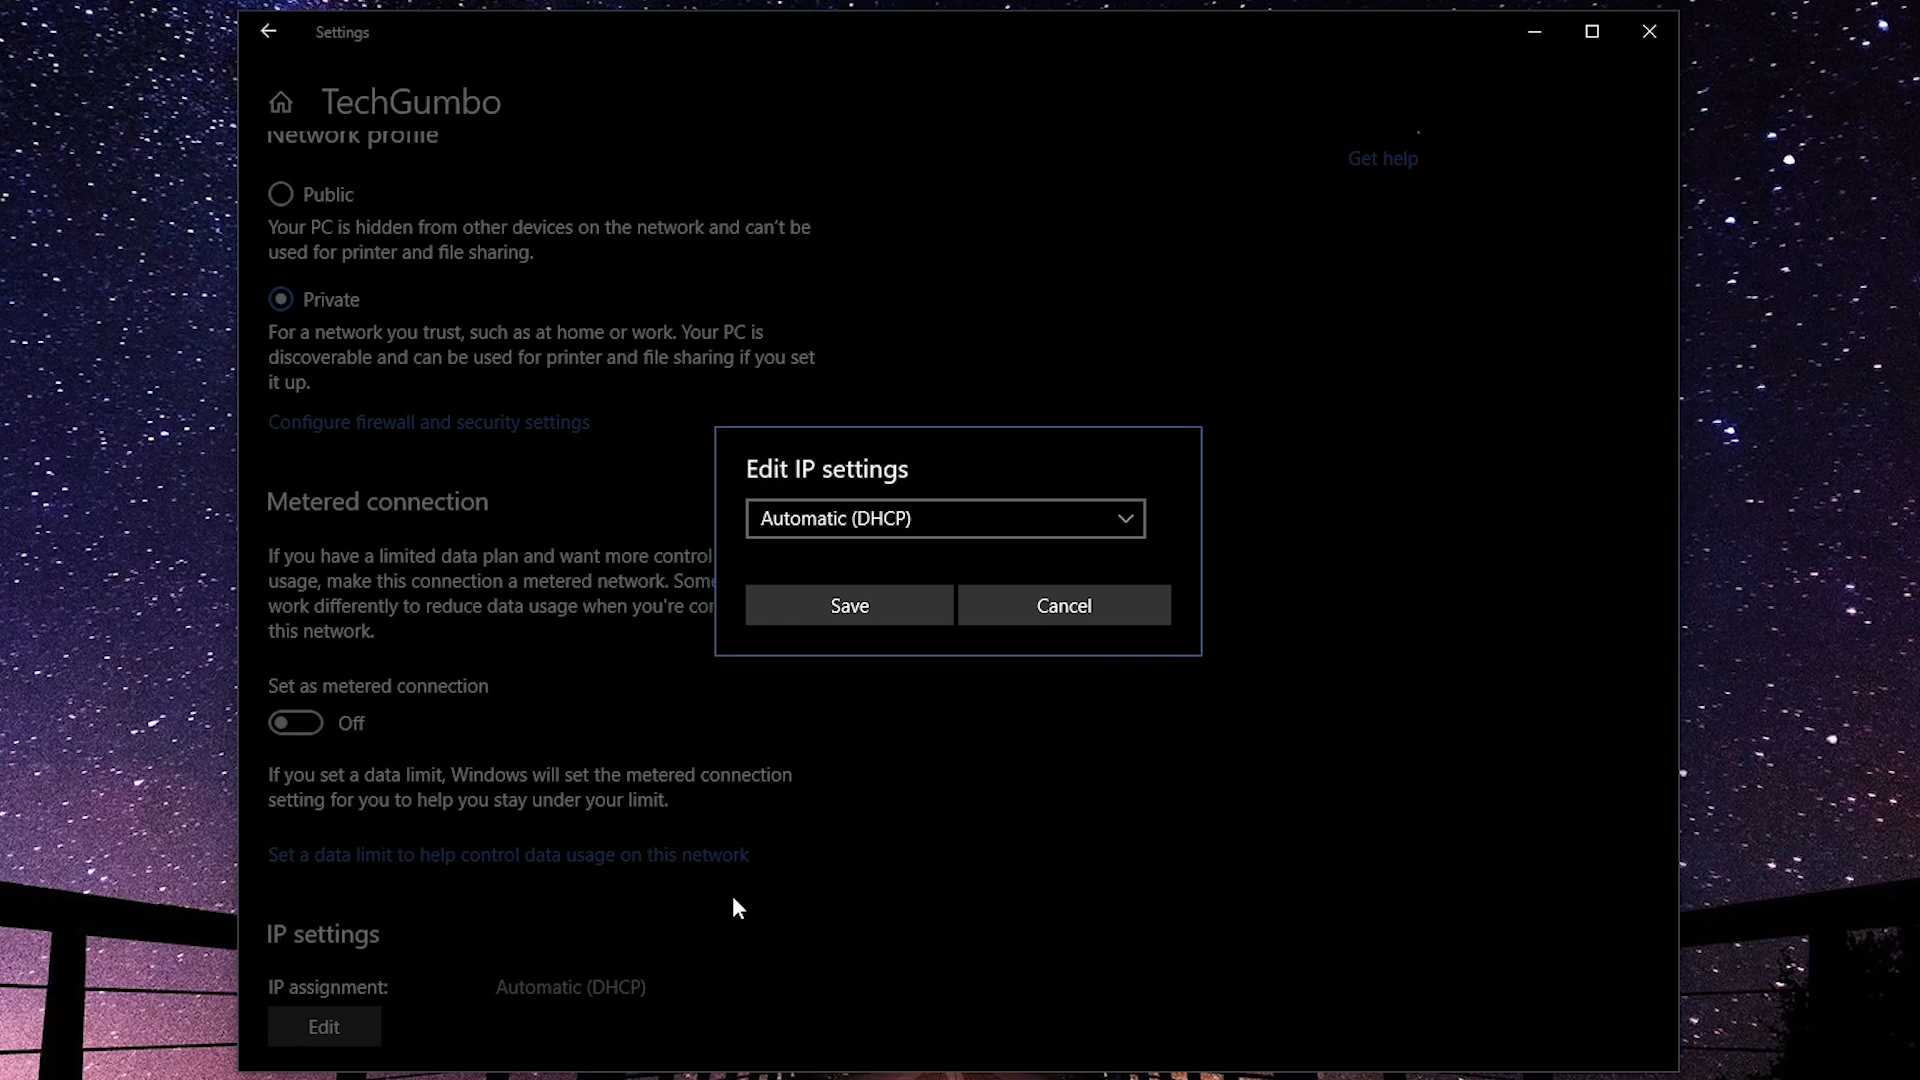 Settings
TechGumbo
Network profile
Get help
Public
Your PC is hidden from other devices on the network and can't be
used for printer and file sharing.
Private
For a network you trust, such as at home or work. Your PC is
discoverable and can be used for printer and file sharing if you set
it up.
Configure firewall and security settings
Metered connection
If you have a limited data plan and want more control
usage, make this connection a metered network. Some
work differently to reduce data usage when you're
this network.
Set as metered connection
Off
If you set a data limit, Windows will set the metered connection
setting for you to help you stay under your limit.
Set a data limit to help control data usage on this network
IP settings
IP assignment: Automatic (DHCP)
Edit
Edit IP settings
Automatic (DHCP)
Save Cancel